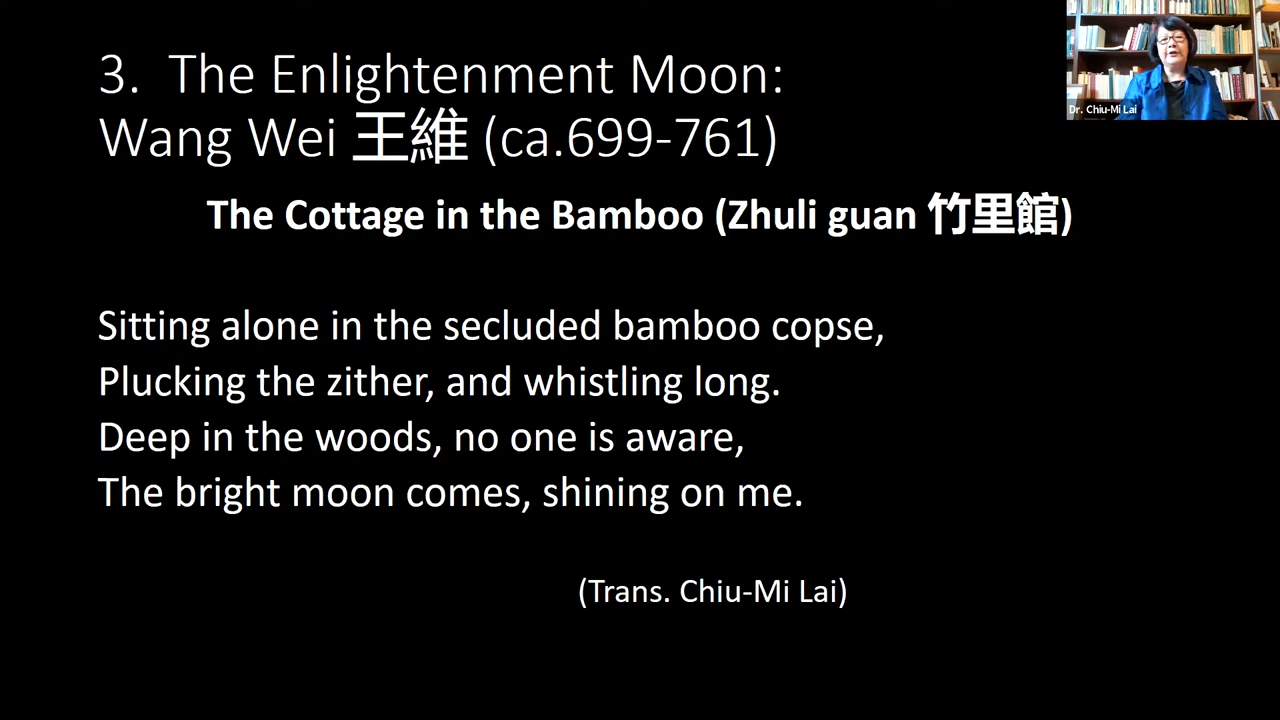 3. The Enlightenment Moon:
Wang Wei 王維 (ca.699-761)
Dr. Chiu-Mi Lai
The Cottage in the Bamboo (Zhuli guan 竹里館)
Sitting alone in the secluded bamboo copse,
Plucking the zither, and whistling long.
Deep in the woods, no one is aware,
The bright moon comes, shining on me.
(Trans. Chiu-Mi Lai)